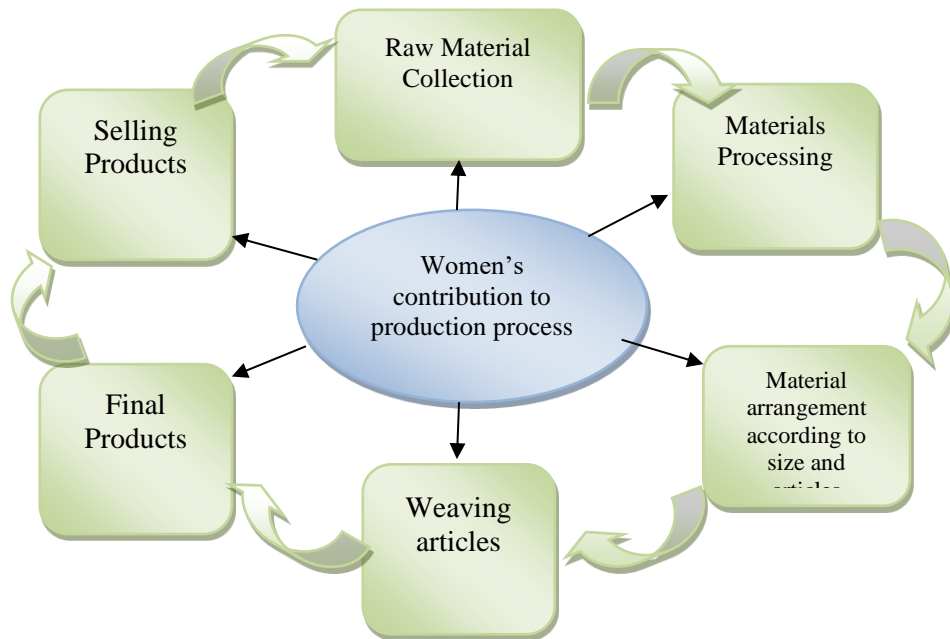 Raw Material
Collection
Selling
Products
Materials
Processing
Women’s
contribution to
production process
Final
Products
Material
arrangement
according to
size and
articles
Weaving
articles